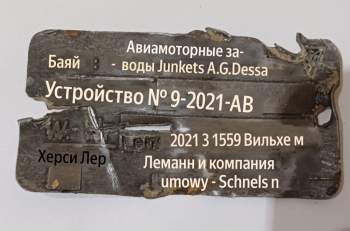 Авиамоторные за-
Баяй 8 - воды Junkets A.G.Dessa
Устройство № 9-2021-АВ
2021 3 1559 Вильхе м
Херси Лер Леманн и компания
umowy - Schnels n